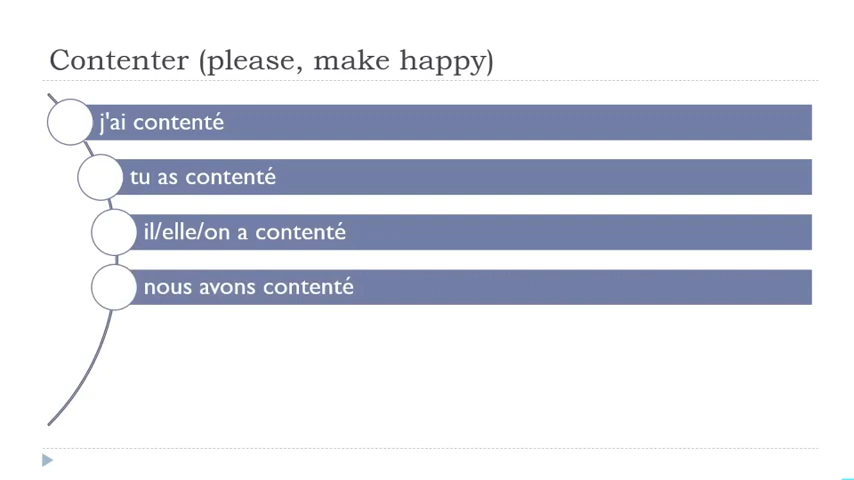 Contenter (please, make happy)
j'ai contenté
tu as contenté
il/elle/on a contenté
nous avons contenté